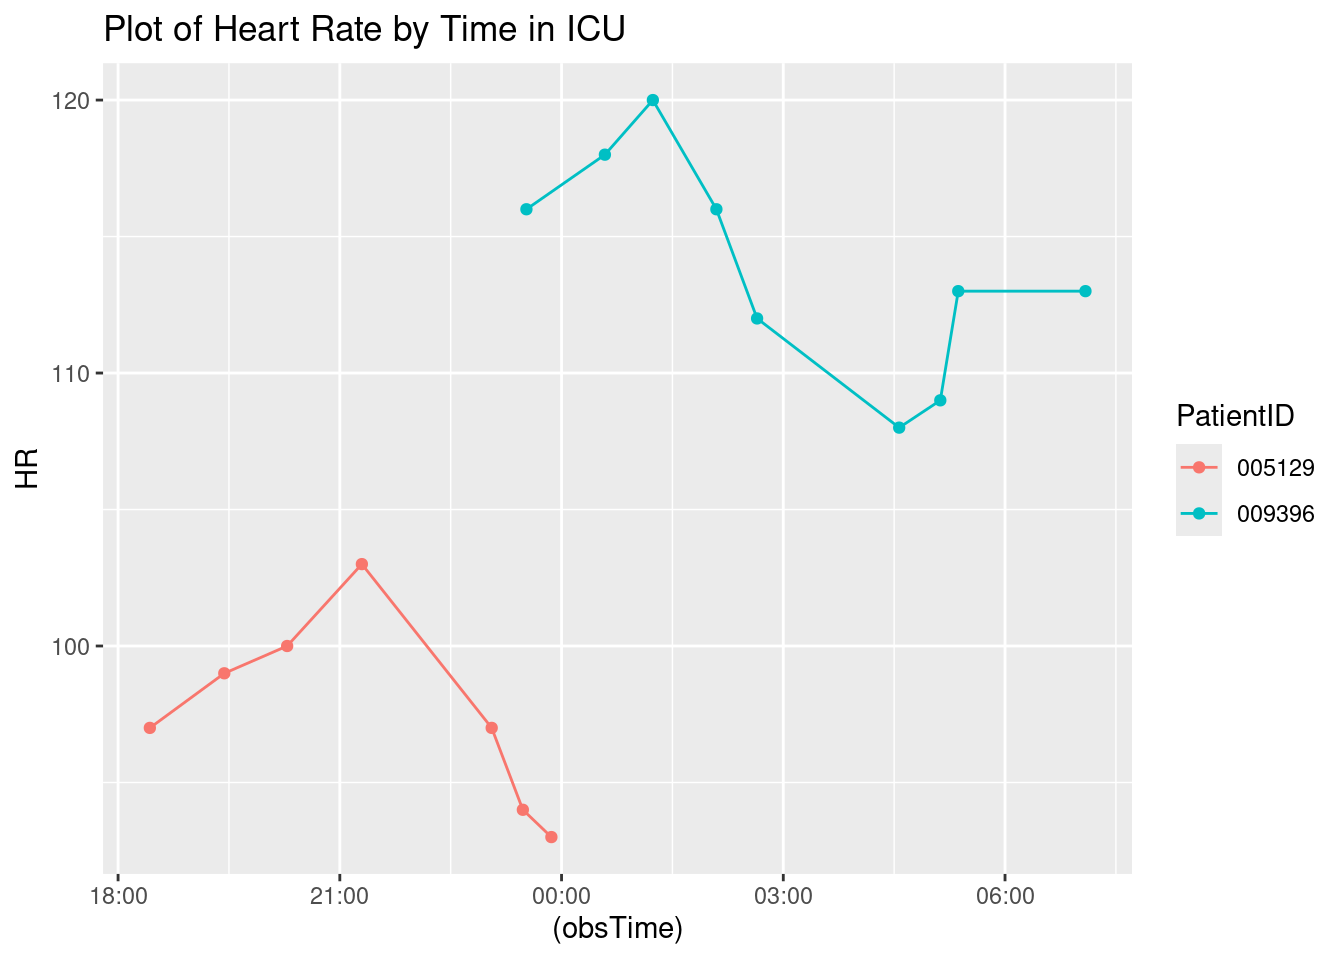 Plot of Heart Rate by Time in ICU
120
110
100
HR
18:00 21:00 00:00 03:00 06:00
(obsTime)
PatientID
005129
009396